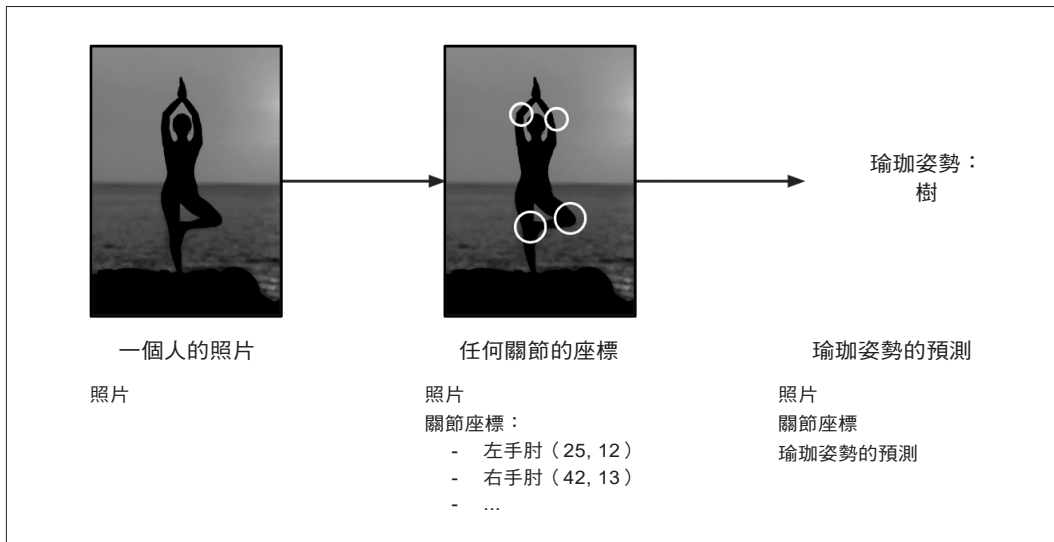 瑜珈姿勢：
樹
一個人的照片
任何關節的座標
瑜珈姿勢的預測
照片
照片
關節座標：
- 左手肘（25, 12）
- 右手肘（42, 13）
- ...
照片
關節座標
瑜珈姿勢的預測